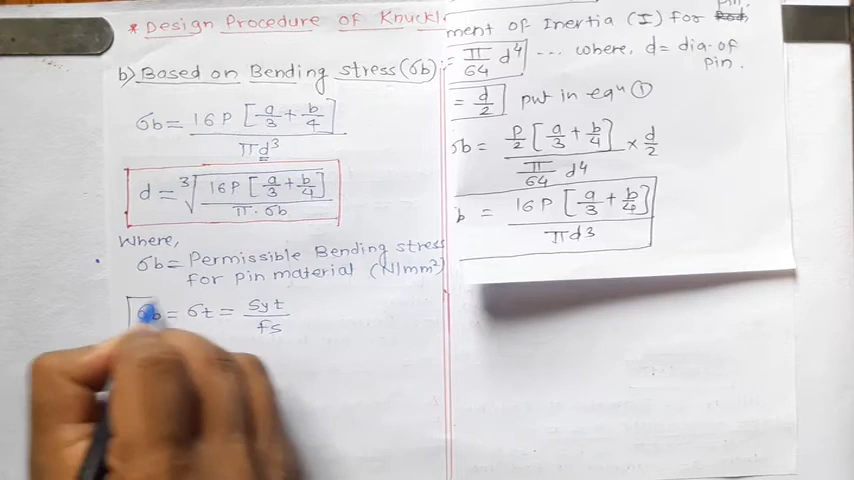 * Design Procedure of Knuckl
b) Based on Bending stress (σb) :
σb = 16 P [a/3 + b/4] / πd³
d = ³√(16 P [a/3 + b/4] / π · σb)
Where,
σb = Permissible Bending stress
for pin material (N/mm²)
σb = σt = Syt / fs
pin.
ment of Inertia (I) for
= π/64 d⁴ ... where, d = dia. of
pin.
= d/2 put in eqⁿ ①
σb = P/2 [a/3 + b/4] / π/64 d⁴ × d/2
b = 16 P [a/3 + b/4] / πd³